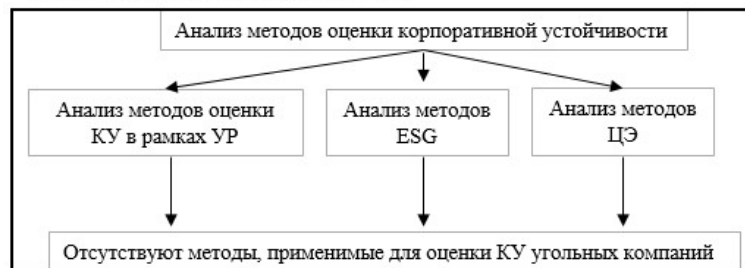 Анализ методов оценки корпоративной устойчивости
Анализ методов оценки
КУ в рамках УР
Анализ методов
ESG
Анализ методов
ЦЭ
Отсутствуют методы, применимые для оценки КУ угольных компаний